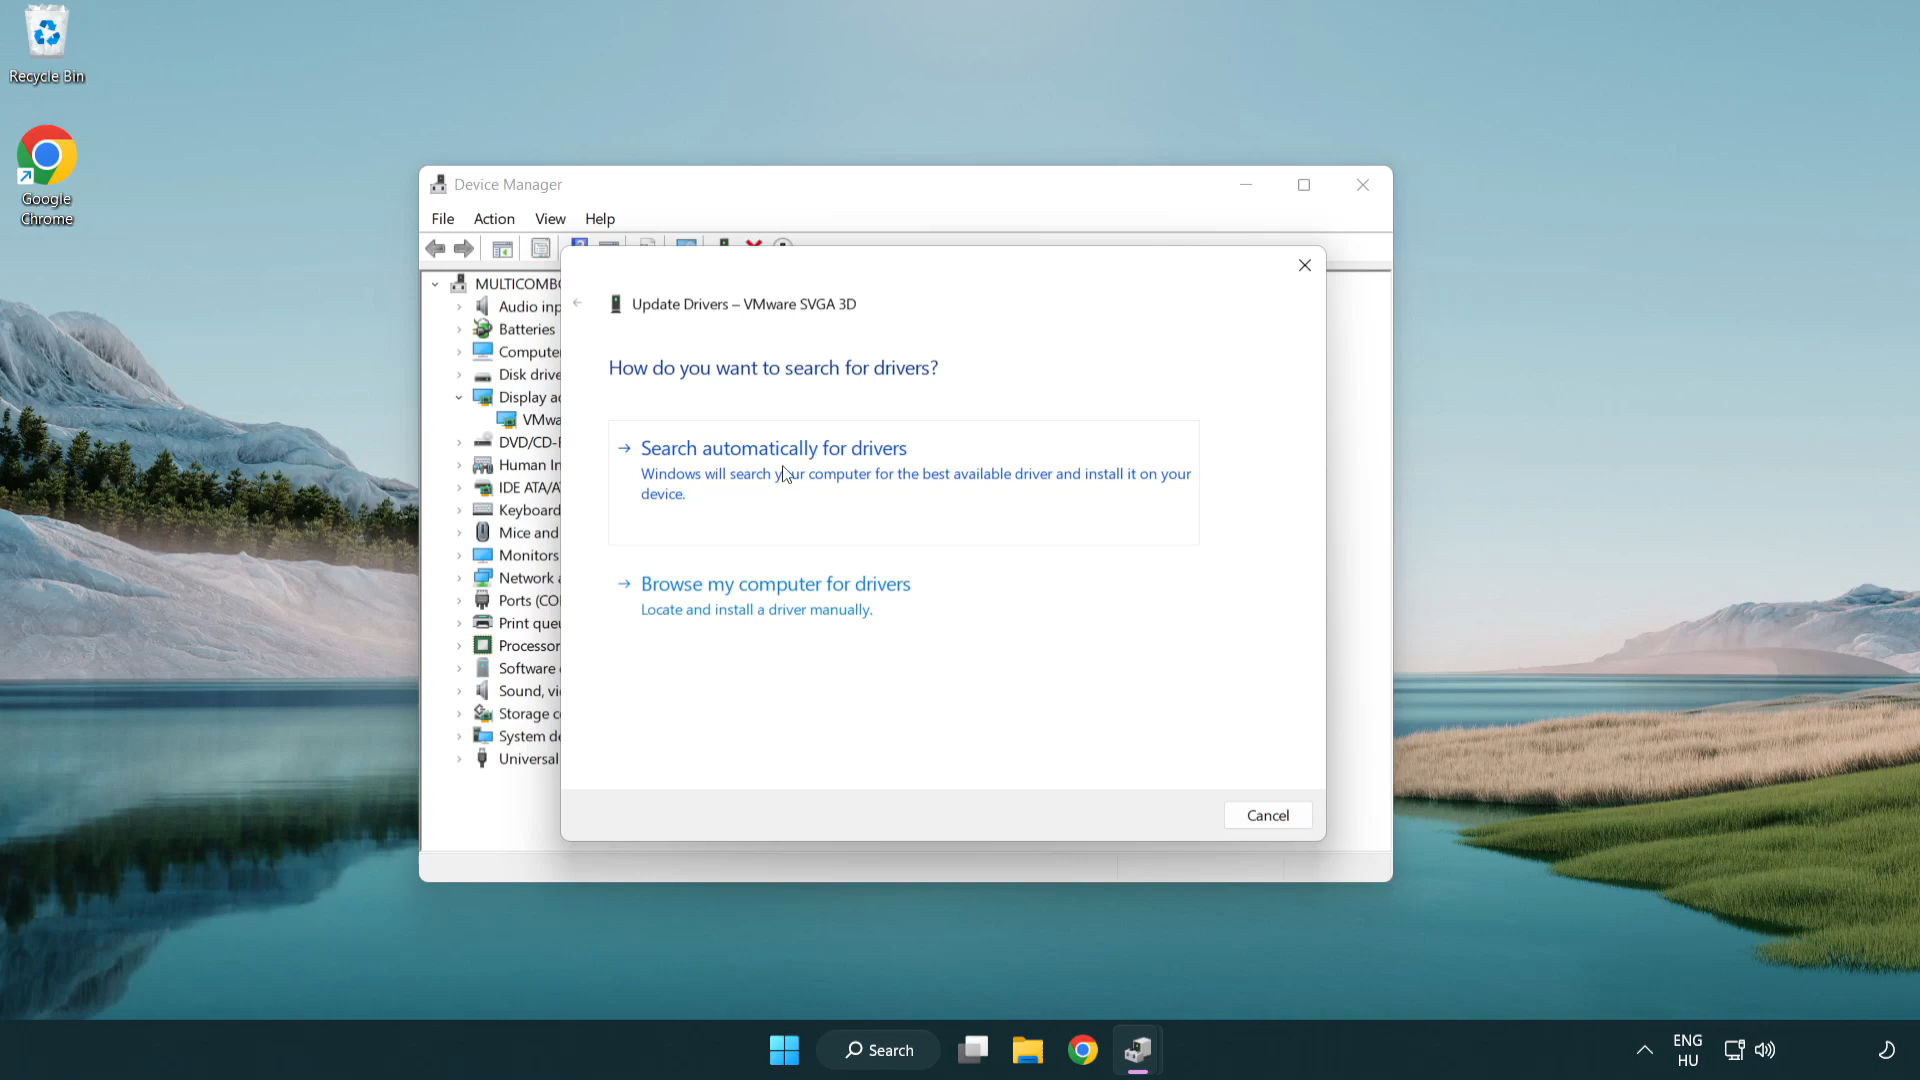 Recycle Bin
Google
Chrome
Device Manager
File Action View Help
MULTICOMBO
Audio inp
Batteries
Compute
Disk drive
Display a
VMwa
DVD/CD-
Human In
IDE ATA/A
Keyboard
Mice and
Monitors
Network a
Ports (CO
Print que
Processor
Software
Sound, vi
Storage c
System de
Universal
Update Drivers – VMware SVGA 3D
How do you want to search for drivers?
Search automatically for drivers
Windows will search your computer for the best available driver and install it on your
device.
Browse my computer for drivers
Locate and install a driver manually.
Cancel
Search
ENG
HU